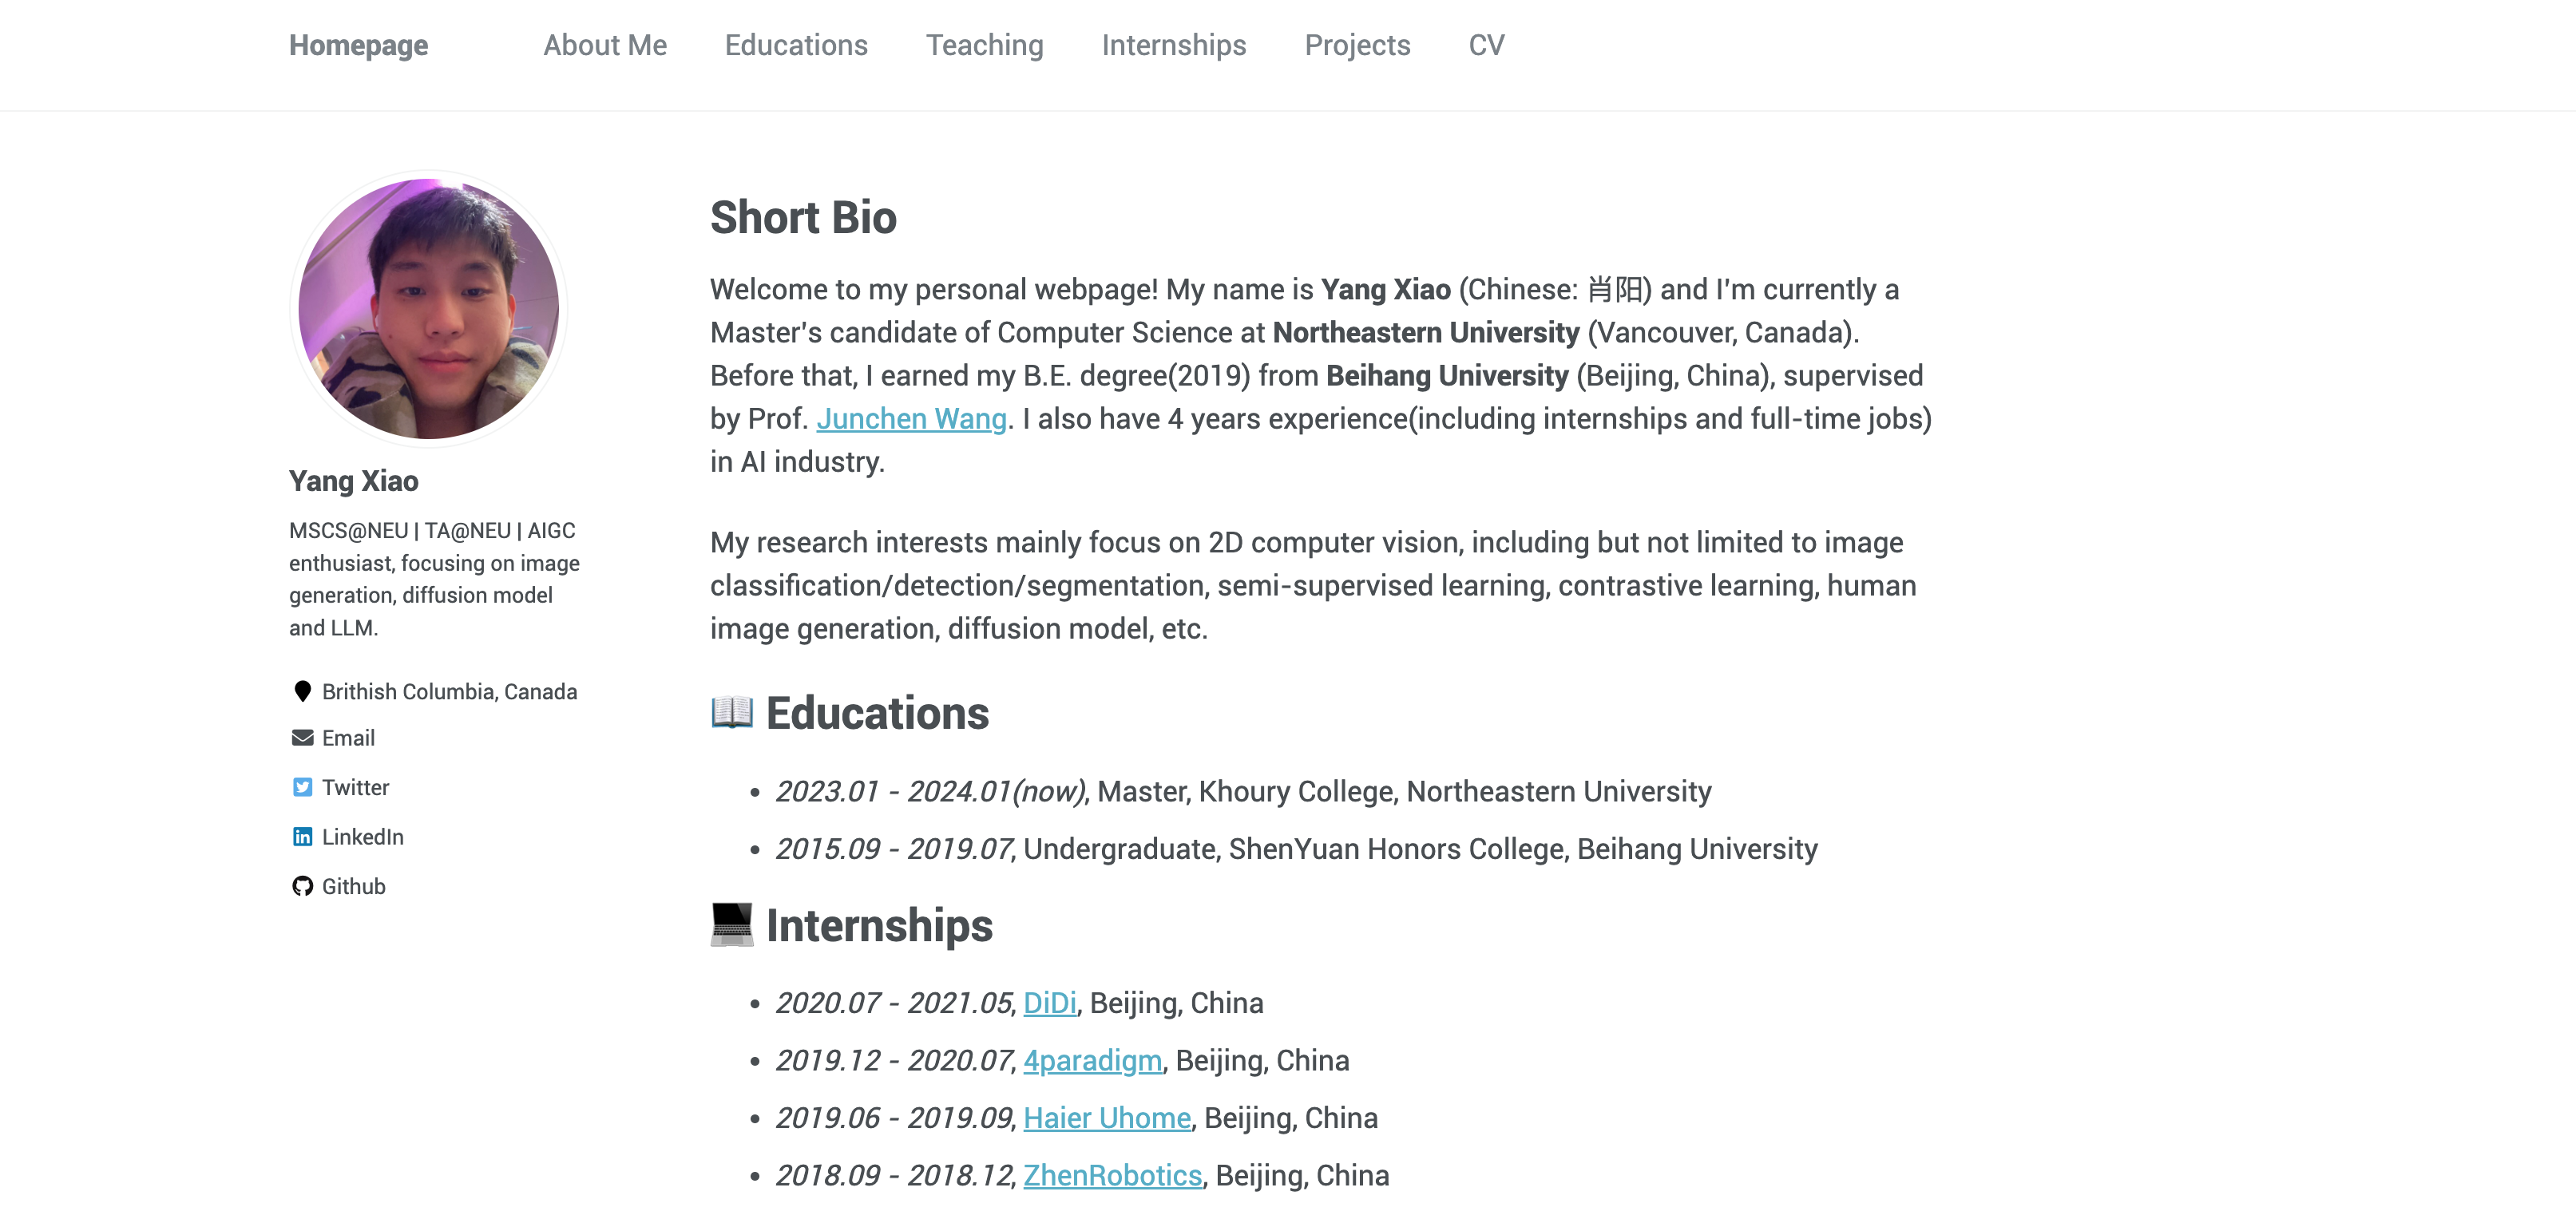 Homepage About Me Educations Teaching Internships Projects CV
Yang Xiao
MSCS@NEU | TA@NEU | AIGC
enthusiast, focusing on image
generation, diffusion model
and LLM.
Brithish Columbia, Canada
Email
Twitter
LinkedIn
Github
Short Bio
Welcome to my personal webpage! My name is Yang Xiao (Chinese: 肖阳) and I'm currently a
Master's candidate of Computer Science at Northeastern University (Vancouver, Canada).
Before that, I earned my B.E. degree(2019) from Beihang University (Beijing, China), supervised
by Prof. Junchen Wang. I also have 4 years experience(including internships and full-time jobs)
in AI industry.
My research interests mainly focus on 2D computer vision, including but not limited to image
classification/detection/segmentation, semi-supervised learning, contrastive learning, human
image generation, diffusion model, etc.
📖 Educations
• 2023.01 - 2024.01(now), Master, Khoury College, Northeastern University
• 2015.09 - 2019.07, Undergraduate, ShenYuan Honors College, Beihang University
💻 Internships
• 2020.07 - 2021.05, DiDi, Beijing, China
• 2019.12 - 2020.07, 4paradigm, Beijing, China
• 2019.06 - 2019.09, Haier Uhome, Beijing, China
• 2018.09 - 2018.12, ZhenRobotics, Beijing, China